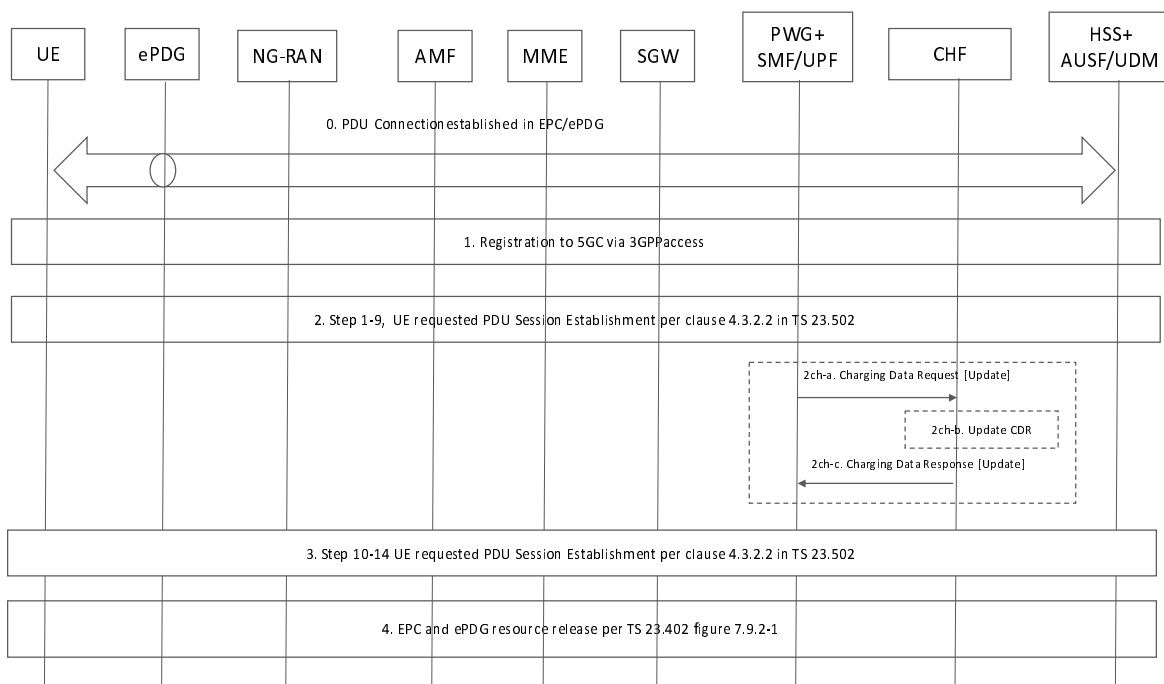 UE
ePDG
NG-RAN
AMF
MME
SGW
PWG+
SMF/UPF
CHF
HSS+
AUSF/UDM
0. PDU Connectionestablished in EPC/ePDG
1. Registration to 5GC via 3GPPaccess
2. Step 1-9, UE requested PDU Session Establishment per clause 4.3.2.2 in TS 23.502
2ch-a. Charging Data Request [Update]
2ch-b. Update CDR
2ch-c. Charging Data Response [Update]
3. Step 10-14 UE requested PDU Session Establishment per clause 4.3.2.2 in TS 23.502
4. EPC and ePDG resource release per TS 23.402 figure 7.9.2-1